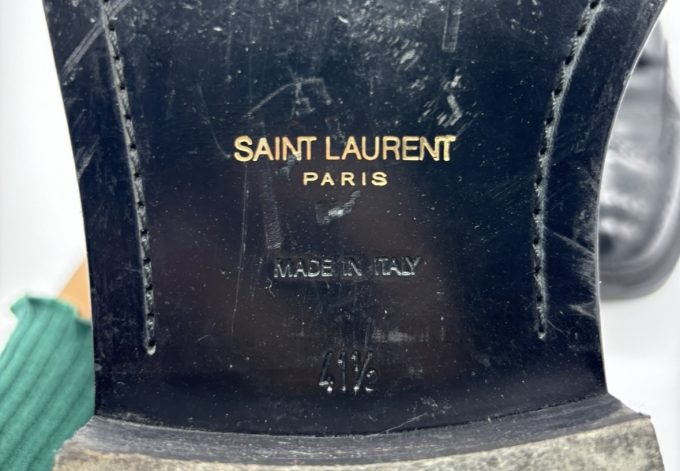 SAINT LAURENT
PARIS
MADE IN ITALY
41½